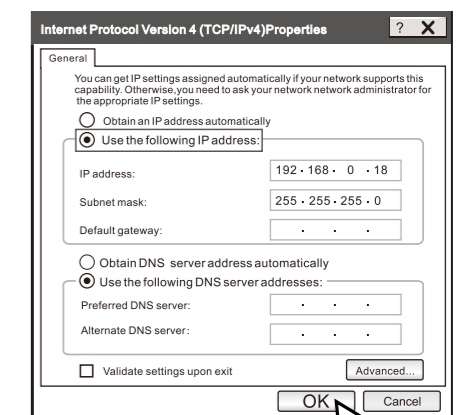 Internet Protocol Version 4 (TCP/IPv4)Properties ? X
General
You can get IP settings assigned automatically if your network supports this
capability. Otherwise,you need to ask your network network administrator for
the appropriate IP settings.
Obtain an IP address automatically
Use the following IP address:
IP address: 192 . 168 . 0 . 18
Subnet mask: 255 . 255 . 255 . 0
Default gateway: . . .
Obtain DNS server address automatically
Use the following DNS server addresses:
Preferred DNS server: . . .
Alternate DNS server: . . .
Validate settings upon exit
Advanced...
OK Cancel